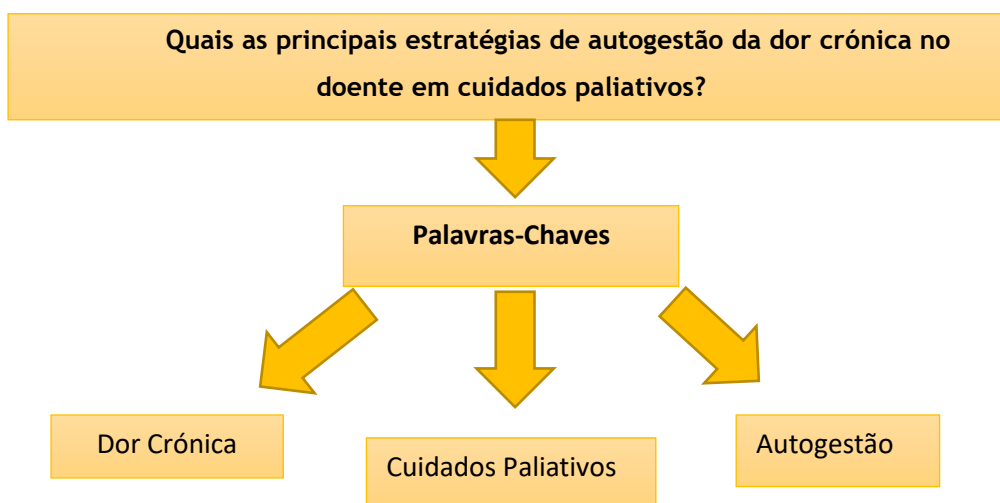 Quais as principais estratégias de autogestão da dor crónica no
doente em cuidados paliativos?
Palavras-Chaves
Dor Crónica
Cuidados Paliativos
Autogestão